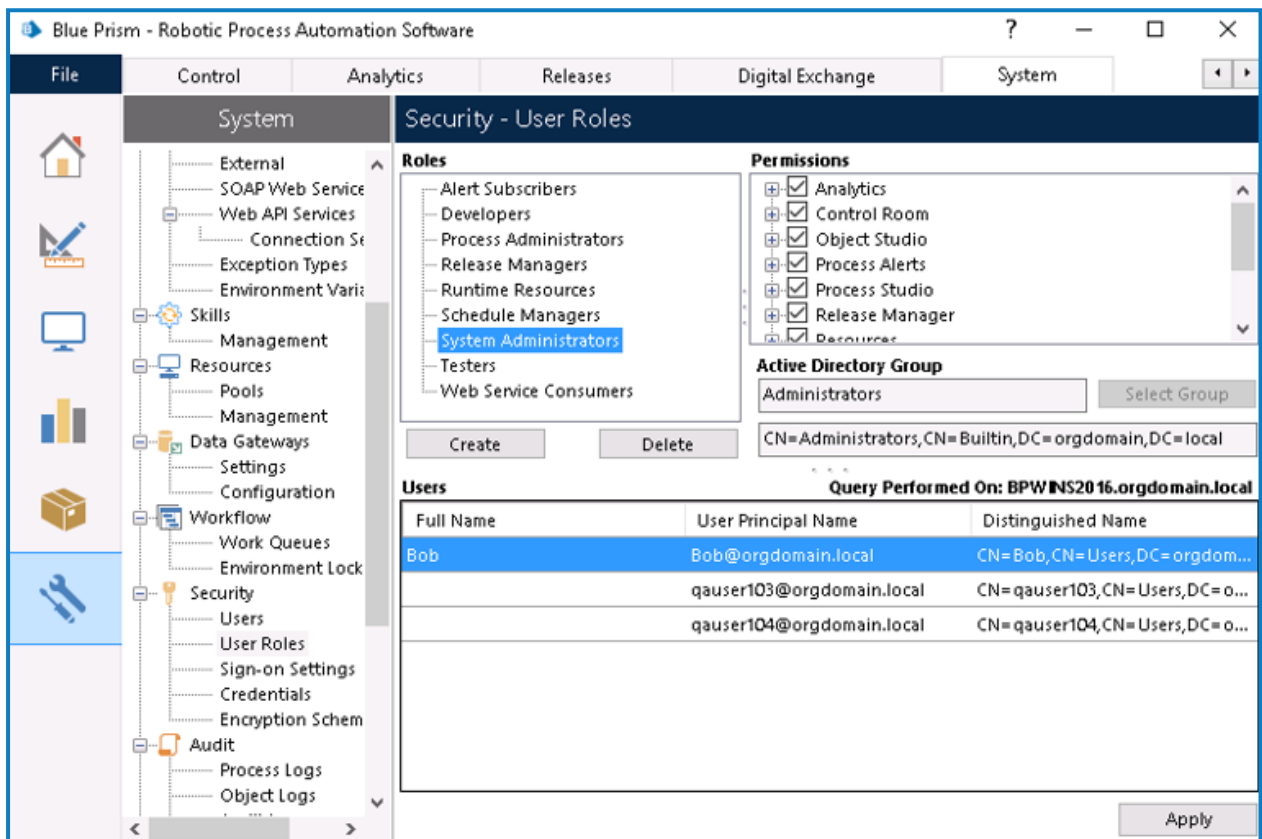 Blue Prism - Robotic Process Automation Software
File
Control
Analytics
Releases
Digital Exchange
System
System
External
SOAP Web Service
Web API Services
Connection Se
Exception Types
Environment Varia
Skills
Management
Resources
Pools
Management
Data Gateways
Settings
Configuration
Workflow
Work Queues
Environment Lock
Security
Users
User Roles
Sign-on Settings
Credentials
Encryption Schem
Audit
Process Logs
Object Logs
Security - User Roles
Roles
Alert Subscribers
Developers
Process Administrators
Release Managers
Runtime Resources
Schedule Managers
System Administrators
Testers
Web Service Consumers
Create
Delete
Permissions
Analytics
Control Room
Object Studio
Process Alerts
Process Studio
Release Manager
Resources
Active Directory Group
Administrators
Select Group
CN=Administrators,CN=Builtin,DC=orgdomain,DC=local
Users
Query Performed On: BPWINS2016.orgdomain.local
Full Name User Principal Name Distinguished Name
Bob Bob@orgdomain.local CN=Bob,CN=Users,DC=orgdom...
qauser103@orgdomain.local CN=qauser103,CN=Users,DC=o...
qauser104@orgdomain.local CN=qauser104,CN=Users,DC=o...
Apply